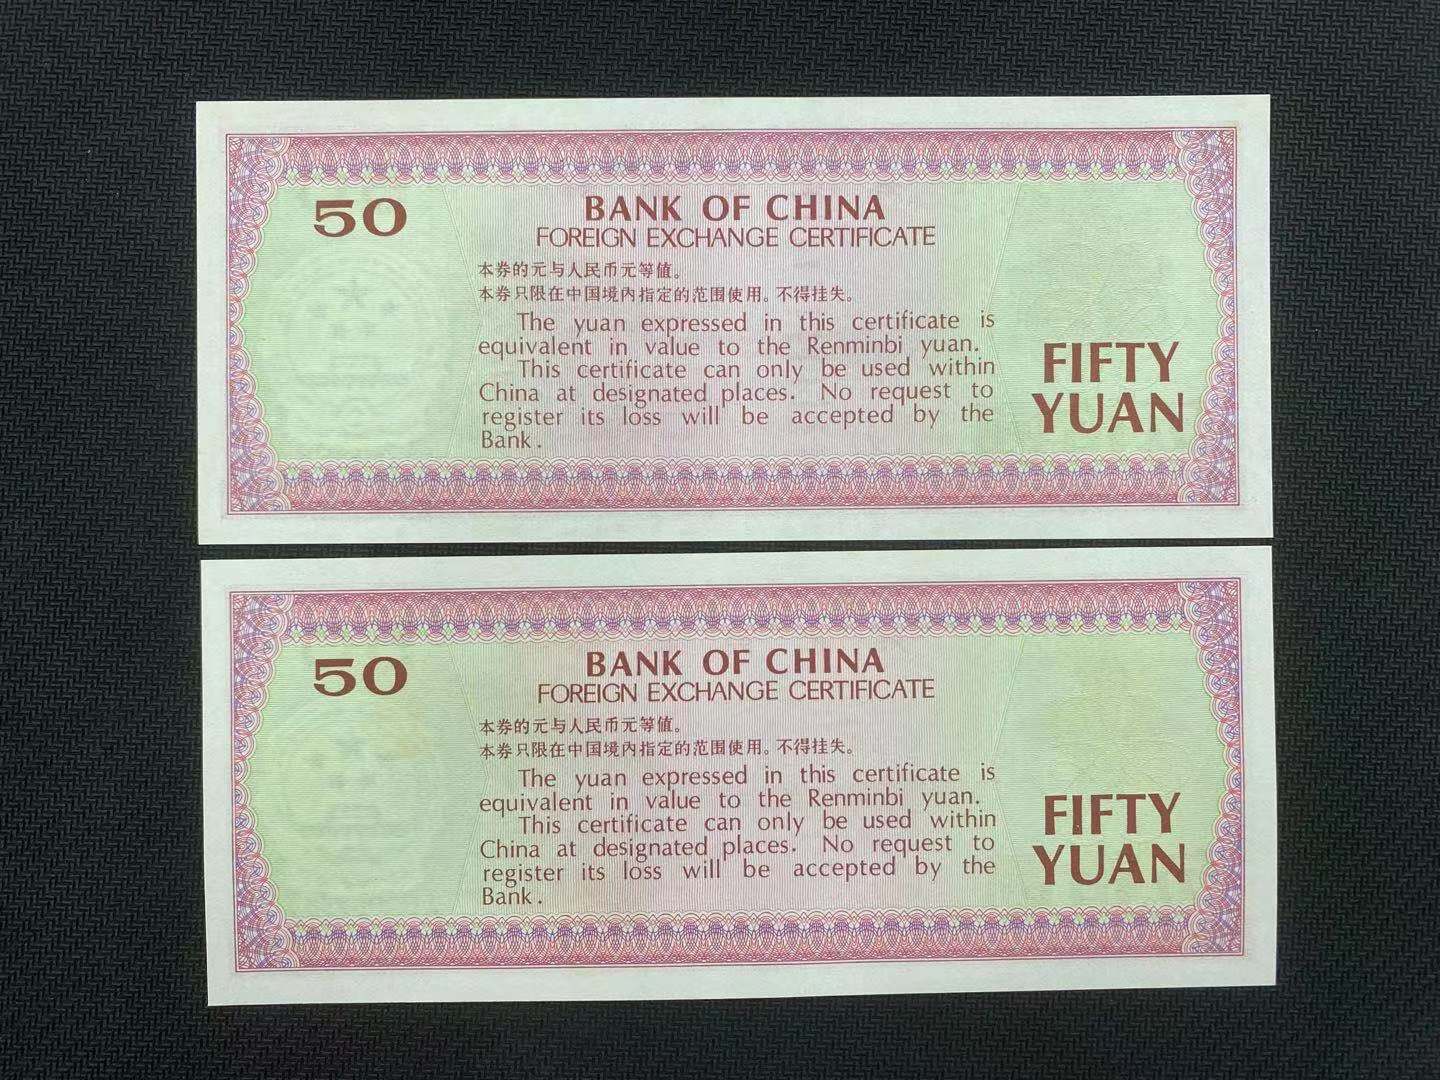 50
BANK OF CHINA
FOREIGN EXCHANGE CERTIFICATE
本券的元与人民币元等值。
本券只限在中国境内指定的范围使用。不得挂失。
The yuan expressed in this certificate is
equivalent in value to the Renminbi yuan.
This certificate can only be used within
China at designated places. No request to
register its loss will be accepted by the
Bank.
FIFTY
YUAN
50
BANK OF CHINA
FOREIGN EXCHANGE CERTIFICATE
本券的元与人民币元等值。
本券只限在中国境内指定的范围使用。不得挂失。
The yuan expressed in this certificate is
equivalent in value to the Renminbi yuan.
This certificate can only be used within
China at designated places. No request to
register its loss will be accepted by the
Bank.
FIFTY
YUAN